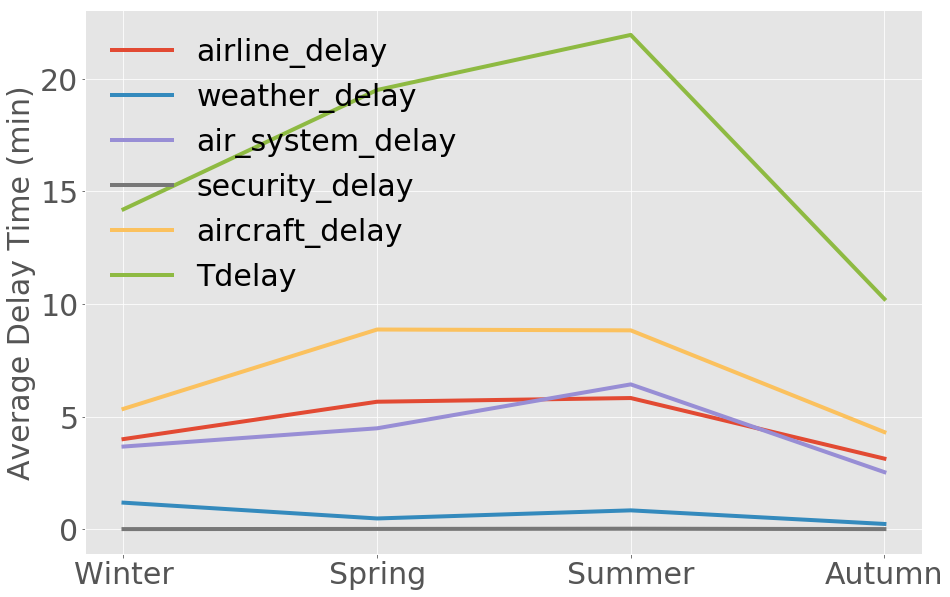 Average Delay Time (min)
20
15
10
5
0
airline_delay
weather_delay
air_system_delay
security_delay
aircraft_delay
Tdelay
Winter Spring Summer Autumn